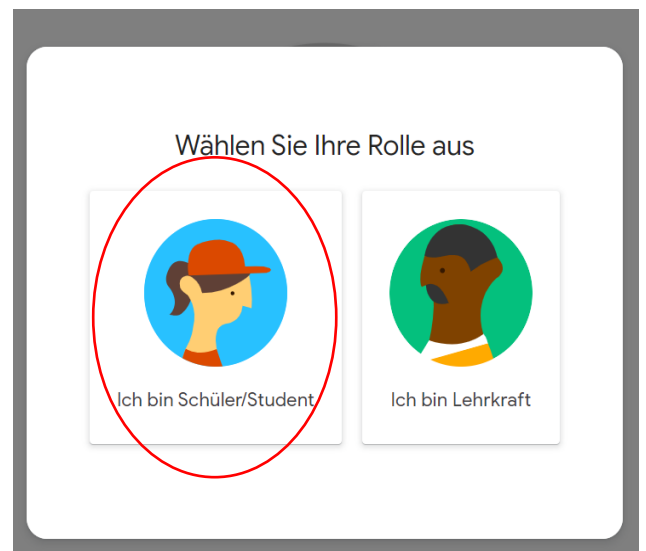 Wählen Sie Ihre Rolle aus
Ich bin Schüler/Student
Ich bin Lehrkraft